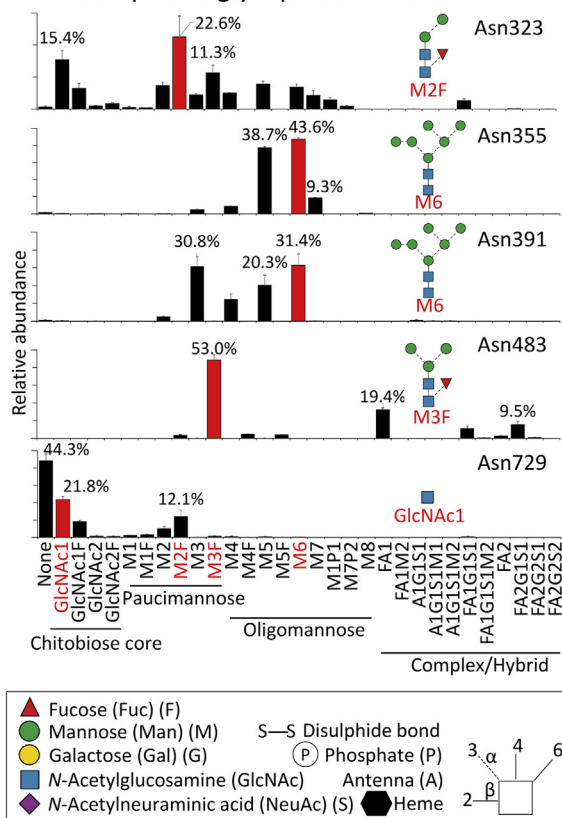 15.4%
22.6%
11.3%
Asn323
M2F
38.7%
43.6%
9.3%
Asn355
M6
30.8%
20.3%
31.4%
Asn391
M6
53.0%
19.4%
9.5%
Asn483
M3F
44.3%
21.8%
12.1%
Asn729
GlcNAc1
Relative abundance
None
GlcNAc1
GlcNAc1F
GlcNAc2
GlcNAc2F
M1
M1F
M2
M2F
M3
M3F
M4
M4F
M5
M5F
M6
M7
M1P1
M7P2
M8
FA1
FA1M2
A1G1S1
A1G1S1M1
A1G1S1M2
FA1G1S1
FA1G1S1M2
FA2
FA2G1S1
FA2G2S1
FA2G2S2
Chitobiose core
Paucimannose
Oligomannose
Complex/Hybrid
Fucose (Fuc) (F)
Mannose (Man) (M)
Galactose (Gal) (G)
N-Acetylglucosamine (GlcNAc)
N-Acetylneuraminic acid (NeuAc) (S)
S—S Disulphide bond
P Phosphate (P)
Antenna (A)
Heme
3 α 4 6
2 β